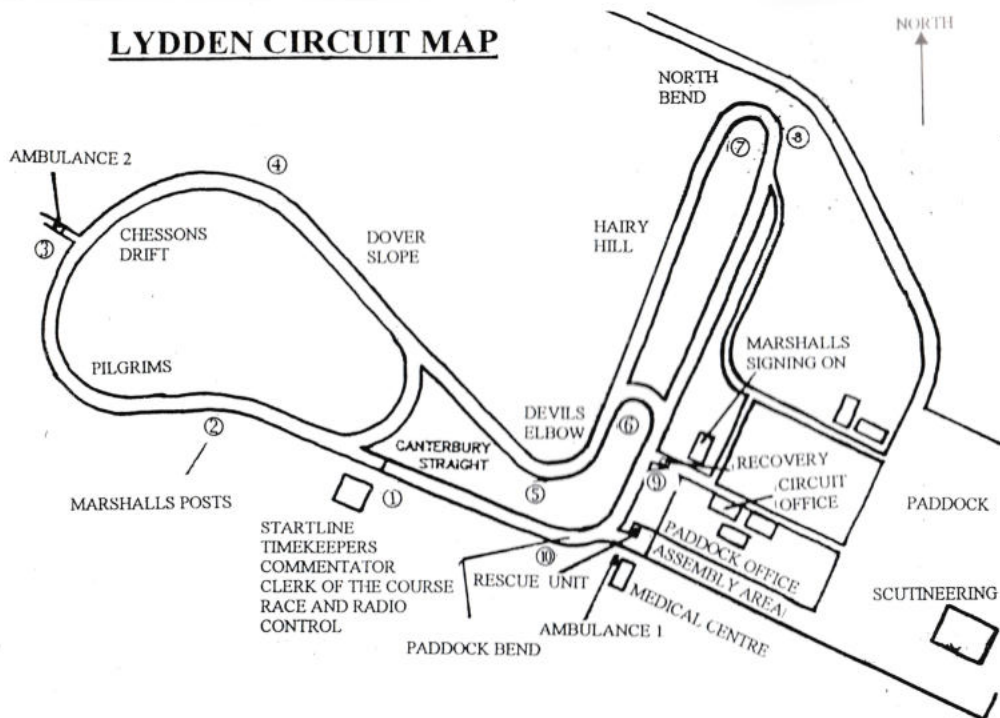 LYDDEN CIRCUIT MAP
NORTH
NORTH
BEND
8
7
4
AMBULANCE 2
3
CHESSONS
DRIFT
DOVER
SLOPE
HAIRY
HILL
MARSHALLS
SIGNING ON
PILGRIMS
2
DEVILS
ELBOW
6
CANTERBURY
STRAIGHT
RECOVERY
CIRCUIT
OFFICE
PADDOCK
MARSHALLS POSTS
1
5
9
STARTLINE
TIMEKEEPERS
COMMENTATOR
CLERK OF THE COURSE
RACE AND RADIO
CONTROL
10
RESCUE UNIT
PADDOCK OFFICE
ASSEMBLY AREA
MEDICAL CENTRE
AMBULANCE 1
PADDOCK BEND
SCUTINEERING